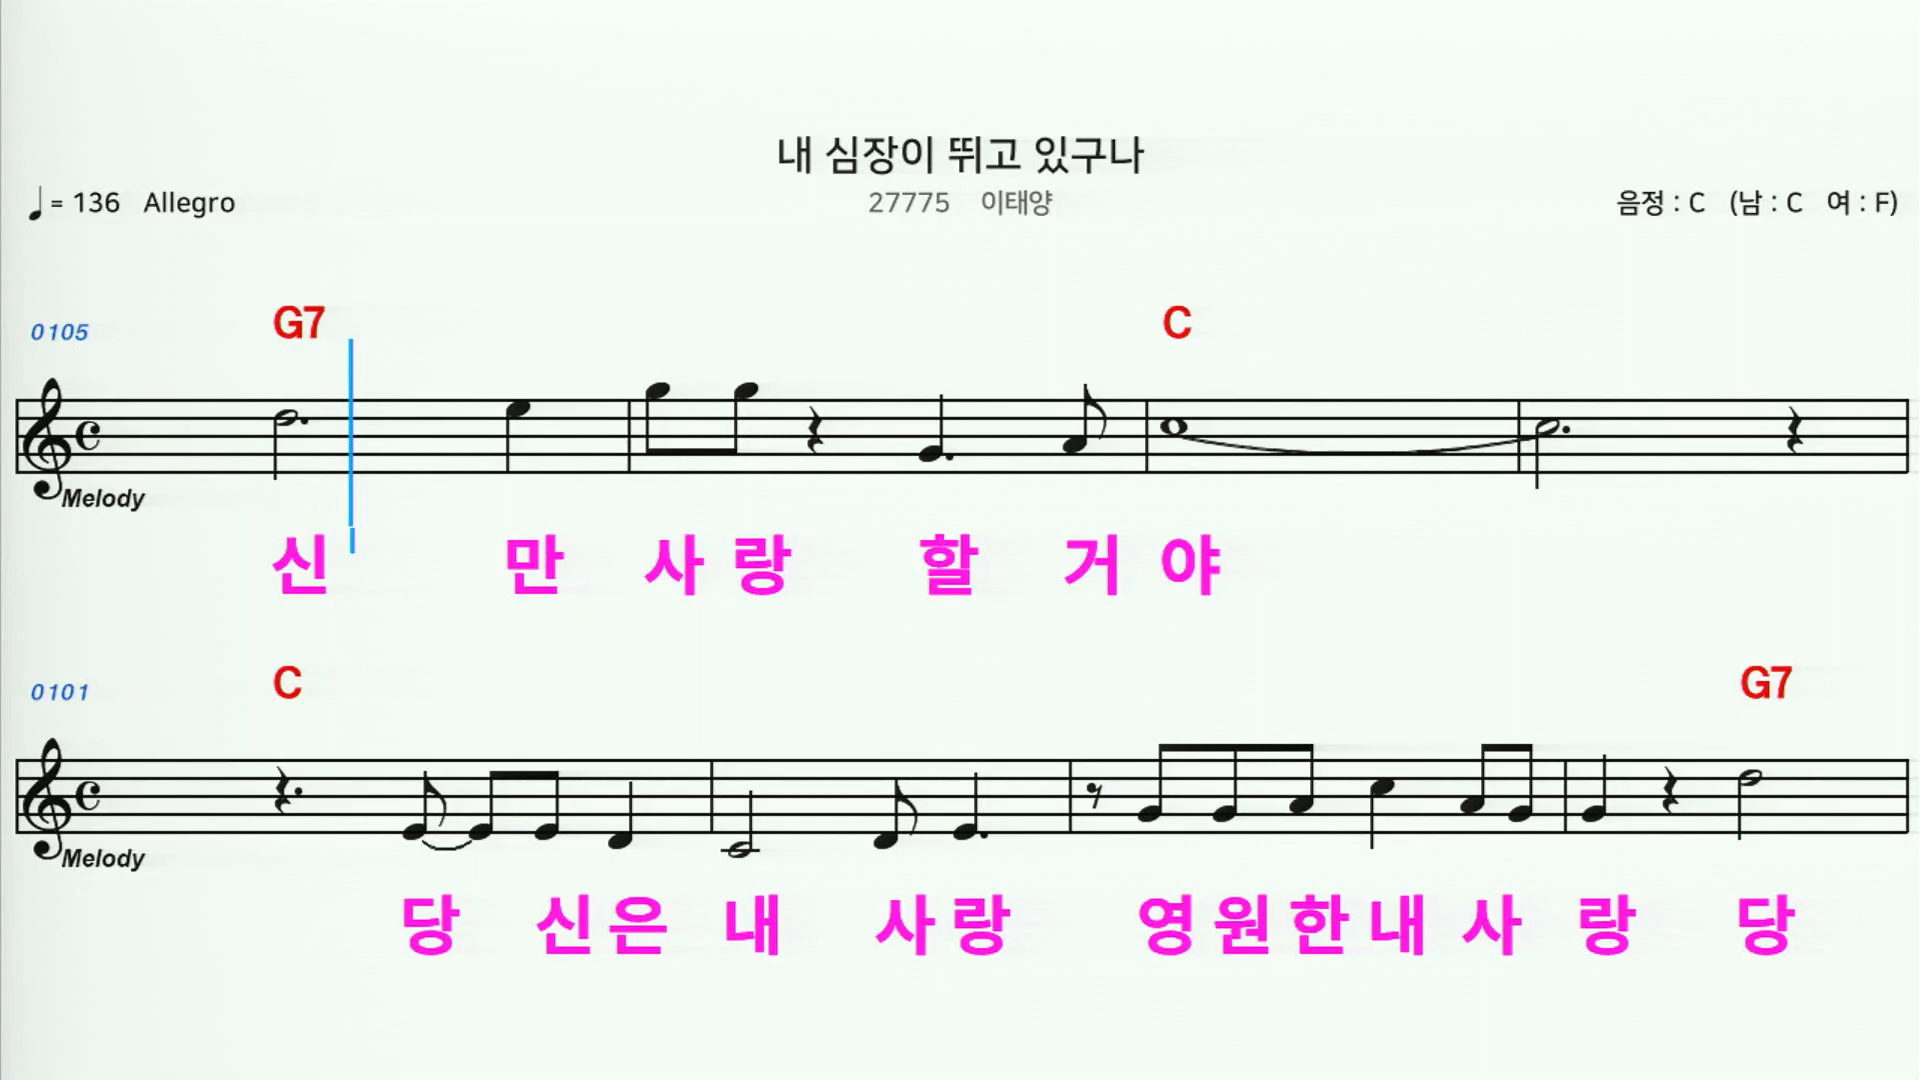 내 심장이 뛰고 있구나
♩= 136 Allegro 27775 이태양 음정 : C (남 : C 여 : F)
0105 G7 C
Melody
신 만 사 랑 할 거 야
0101 C G7
Melody
당 신 은 내 사 랑 영 원 한 내 사 랑 당